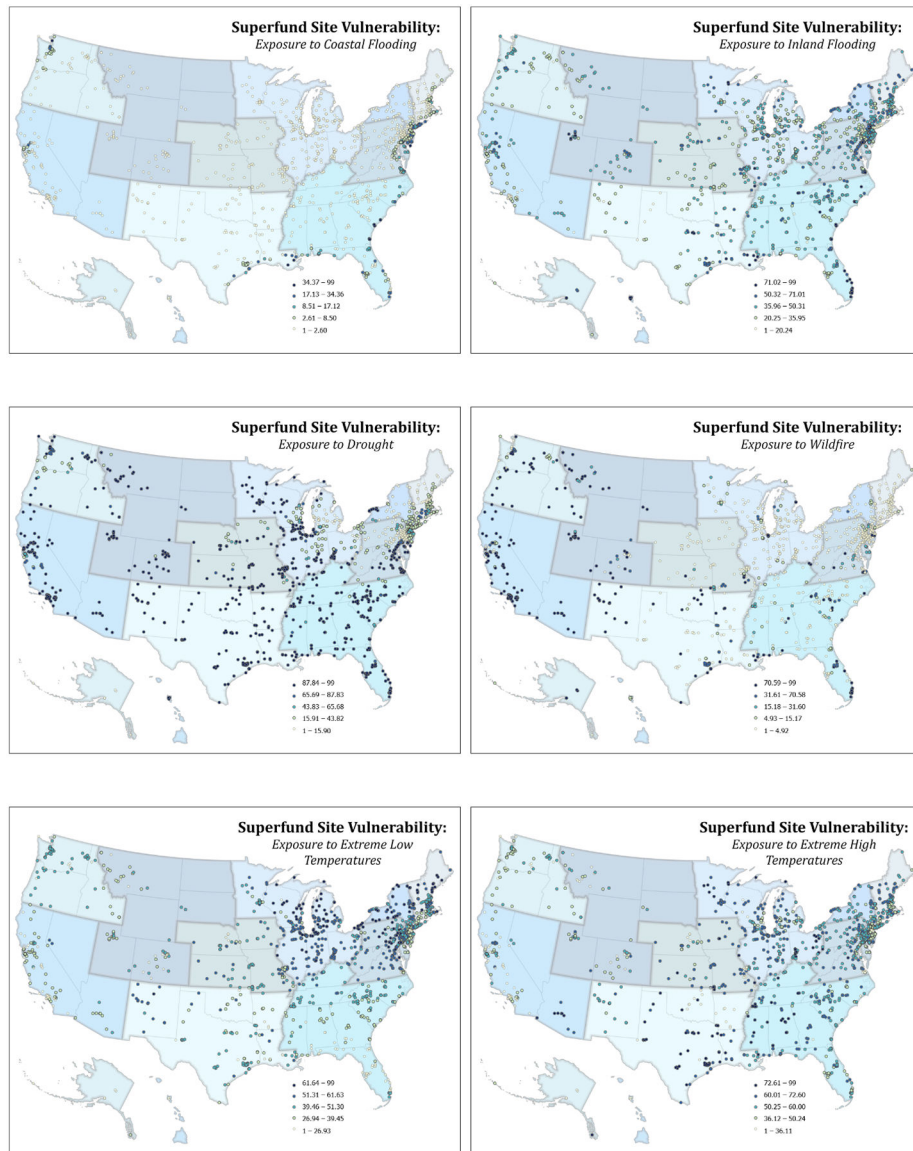 Superfund Site Vulnerability:
Exposure to Coastal Flooding
34.37 – 99
17.13 – 34.36
8.51 – 17.12
2.61 – 8.50
1 – 2.60
Superfund Site Vulnerability:
Exposure to Inland Flooding
71.02 – 99
50.32 – 71.01
35.96 – 50.31
20.25 – 35.95
1 – 20.24
Superfund Site Vulnerability:
Exposure to Drought
87.84 – 99
65.69 – 87.83
43.83 – 65.68
15.91 – 43.82
1 – 15.90
Superfund Site Vulnerability:
Exposure to Wildfire
70.59 – 99
31.61 – 70.58
15.18 – 31.60
4.93 – 15.17
1 – 4.92
Superfund Site Vulnerability:
Exposure to Extreme Low
Temperatures
61.64 – 99
51.31 – 61.63
39.46 – 51.30
26.94 – 39.45
1 – 26.93
Superfund Site Vulnerability:
Exposure to Extreme High
Temperatures
72.61 – 99
60.01 – 72.60
50.25 – 60.00
36.12 – 50.24
1 – 36.11